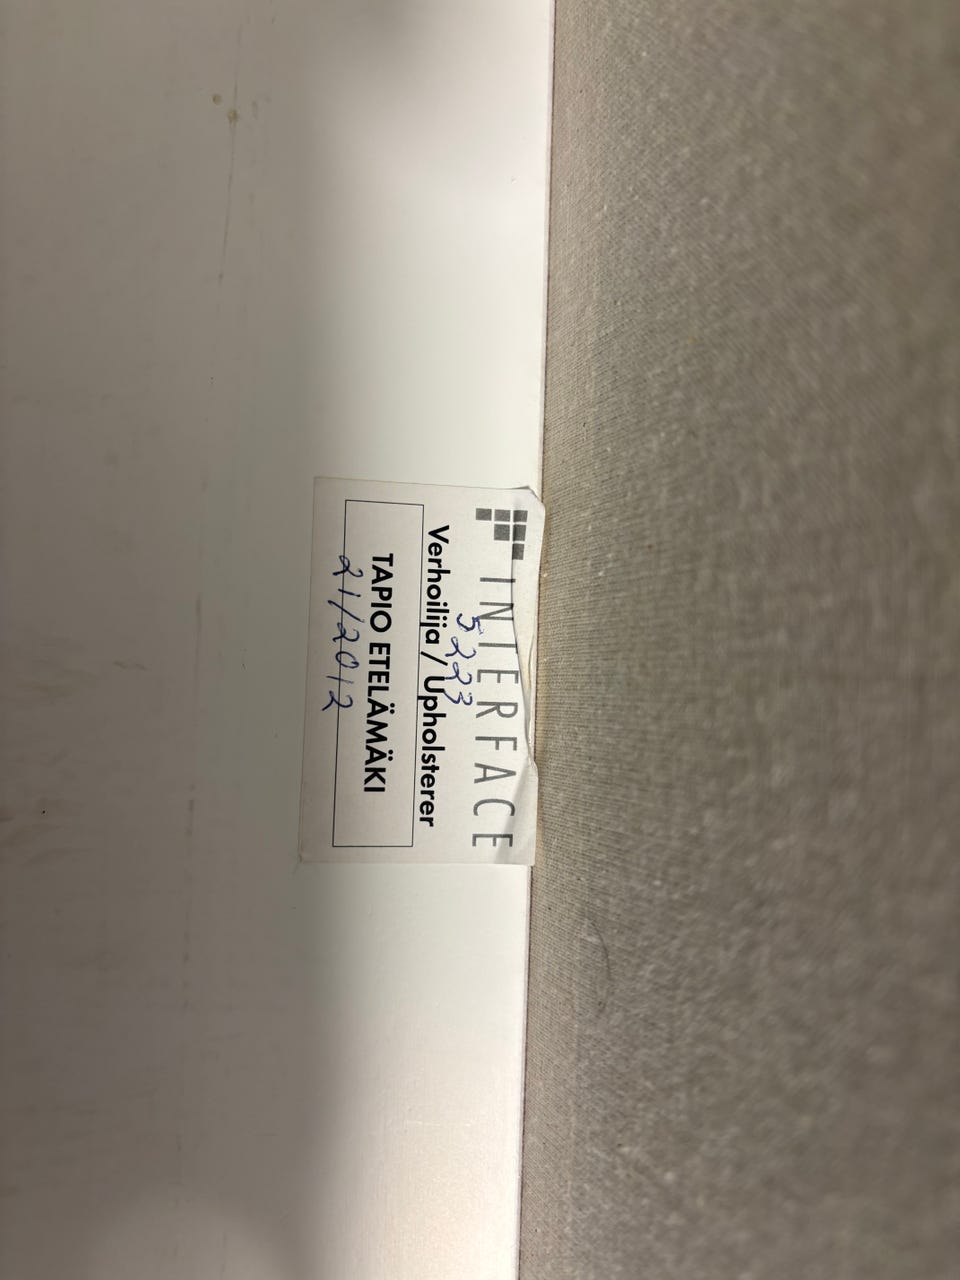 INTERFACE
5223
Verhoilija / Upholsterer
TAPIO ETELÄMÄKI
21/2012